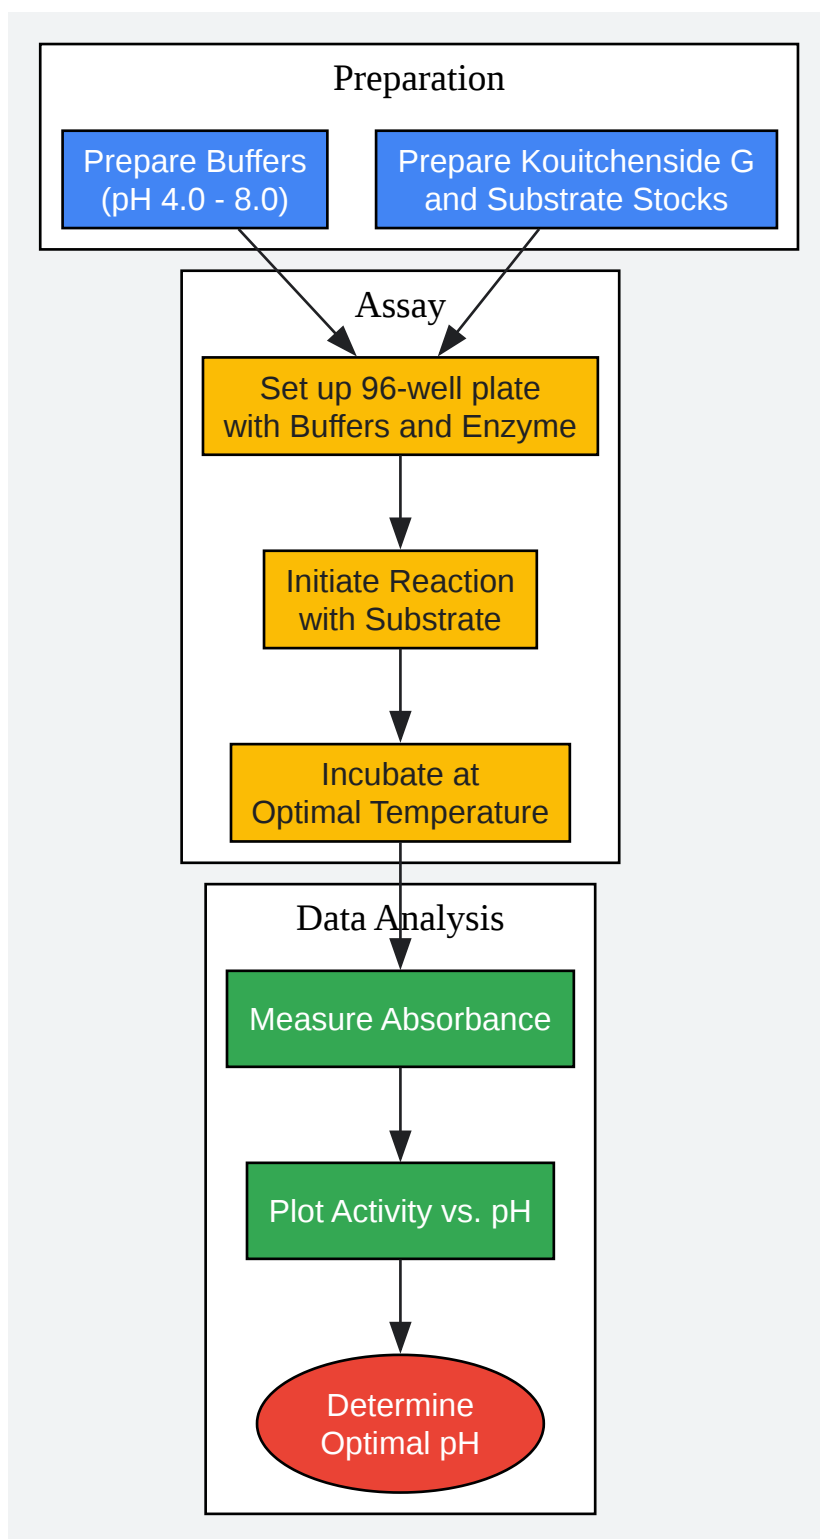 Preparation
Prepare Buffers
(pH 4.0 - 8.0)
Prepare Kouitchenside G
and Substrate Stocks
Assay
Set up 96-well plate
with Buffers and Enzyme
Initiate Reaction
with Substrate
Incubate at
Optimal Temperature
Data Analysis
Measure Absorbance
Plot Activity vs. pH
Determine
Optimal pH